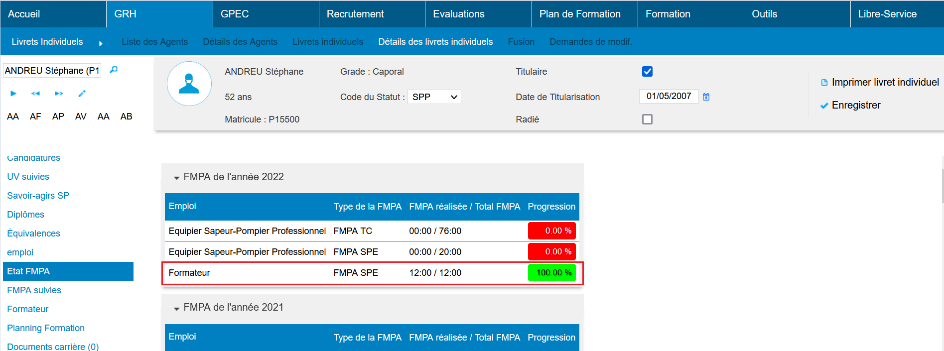 Accueil GRH GPEC Recrutement Evaluations Plan de Formation Formation Outils Libre-Service
Livrets Individuels Liste des Agents Détails des Agents Livrets individuels Détails des livrets individuels Fusion Demandes de modif.
ANDREU Stéphane (P1
AA AF AP AV AA AB
ANDREU Stéphane Grade : Caporal Titulaire
52 ans Code du Statut : SPP Date de Titularisation 01/05/2007
Matricule : P15500 Radié
Imprimer livret individuel
Enregistrer
Candidatures
UV suivies
Savoir-agirs SP
Diplômes
Équivalences
emploi
Etat FMPA
FMPA suivies
Formateur
Planning Formation
Documents carrière (0)
FMPA de l'année 2022
Emploi Type de la FMPA FMPA réalisée / Total FMPA Progression
Equipier Sapeur-Pompier Professionnel FMPA TC 00:00 / 76:00 0.00 %
Equipier Sapeur-Pompier Professionnel FMPA SPE 00:00 / 20:00 0.00 %
Formateur FMPA SPE 12:00 / 12:00 100.00 %
FMPA de l'année 2021
Emploi Type de la FMPA FMPA réalisée / Total FMPA Progression